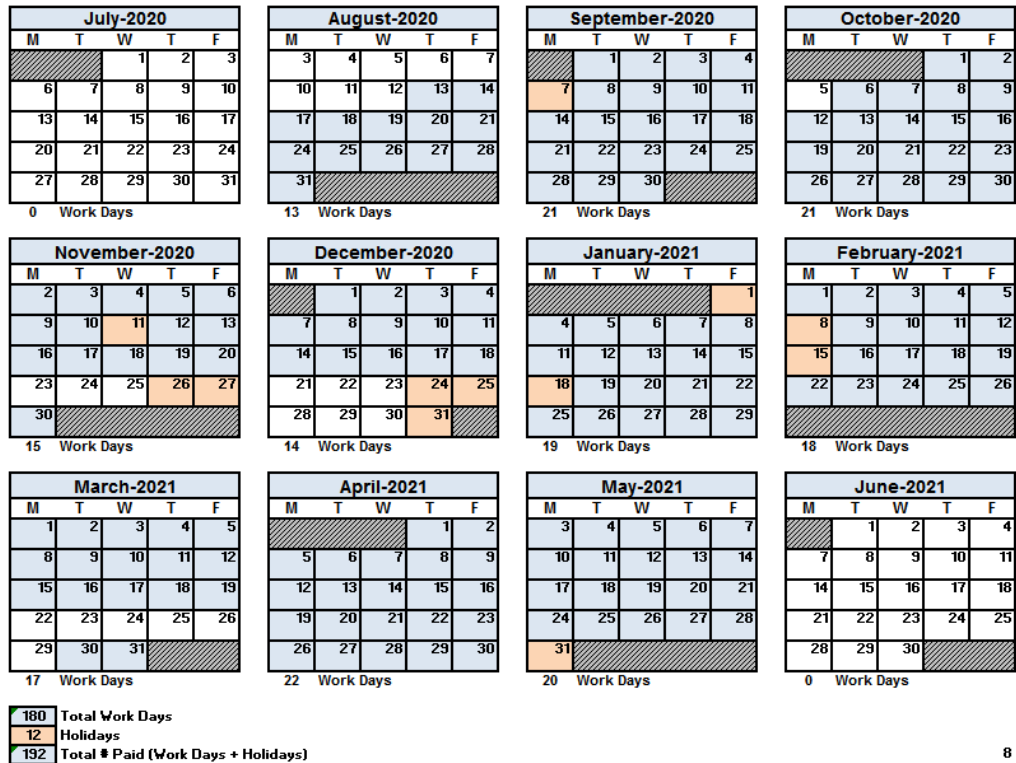 July-2020 August-2020 September-2020 October-2020
M T W T F M T W T F M T W T F M T W T F
1 2 3 3 4 5 6 7 1 2 3 4 1 2
6 7 8 9 10 10 11 12 13 14 7 8 9 10 11 5 6 7 8 9
13 14 15 16 17 17 18 19 20 21 14 15 16 17 18 12 13 14 15 16
20 21 22 23 24 24 25 26 27 28 21 22 23 24 25 19 20 21 22 23
27 28 29 30 31 31 28 29 30 26 27 28 29 30
0 Work Days 13 Work Days 21 Work Days 21 Work Days
November-2020 December-2020 January-2021 February-2021
M T W T F M T W T F M T W T F M T W T F
2 3 4 5 6 1 2 3 4 1 1 2 3 4 5
9 10 11 12 13 7 8 9 10 11 4 5 6 7 8 8 9 10 11 12
16 17 18 19 20 14 15 16 17 18 11 12 13 14 15 15 16 17 18 19
23 24 25 26 27 21 22 23 24 25 18 19 20 21 22 22 23 24 25 26
30 28 29 30 31 25 26 27 28 29
15 Work Days 14 Work Days 19 Work Days 18 Work Days
March-2021 April-2021 May-2021 June-2021
M T W T F M T W T F M T W T F M T W T F
1 2 3 4 5 1 2 3 4 5 6 7 1 2 3 4
8 9 10 11 12 5 6 7 8 9 10 11 12 13 14 7 8 9 10 11
15 16 17 18 19 12 13 14 15 16 17 18 19 20 21 14 15 16 17 18
22 23 24 25 26 19 20 21 22 23 24 25 26 27 28 21 22 23 24 25
29 30 31 26 27 28 29 30 31 28 29 30
17 Work Days 22 Work Days 20 Work Days 0 Work Days
180 Total Work Days
12 Holidays
192 Total # Paid (Work Days + Holidays) 8